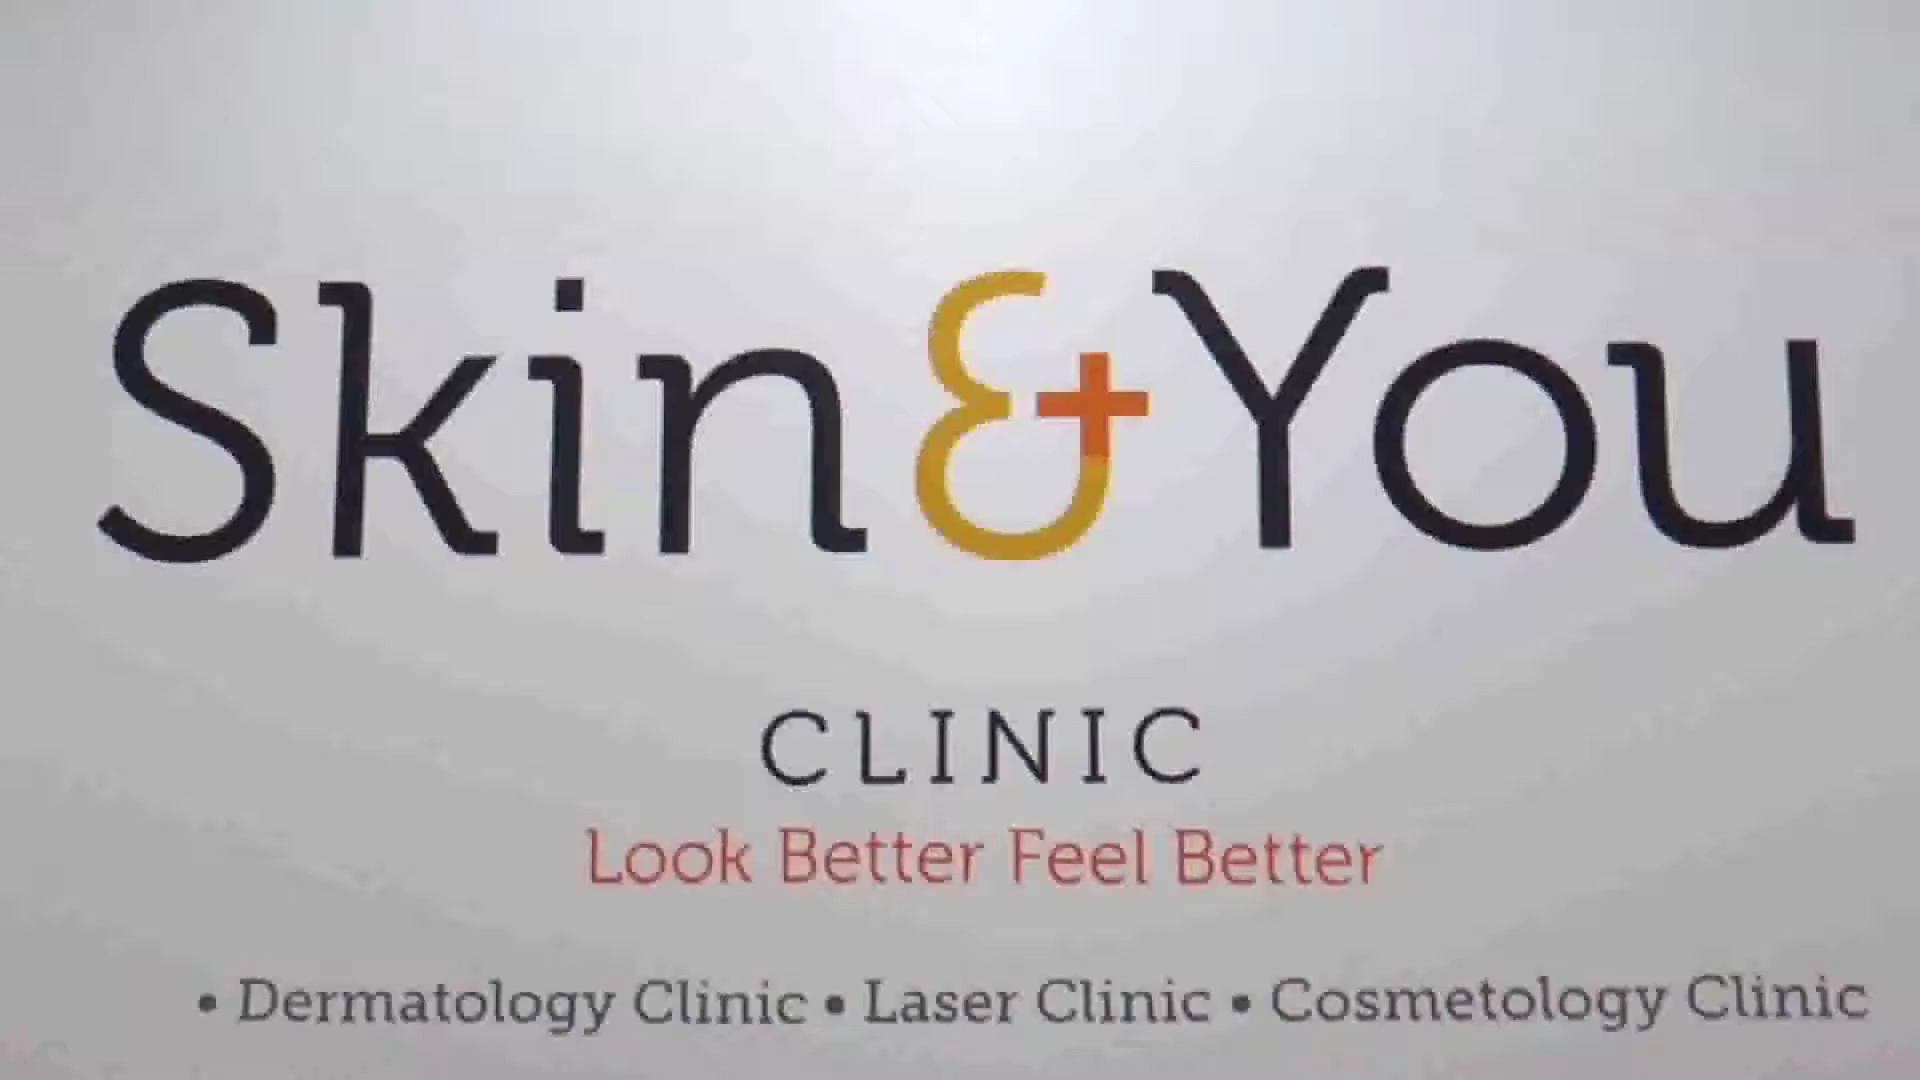 Skin & You
CLINIC
Look Better Feel Better
• Dermatology Clinic • Laser Clinic • Cosmetology Clinic